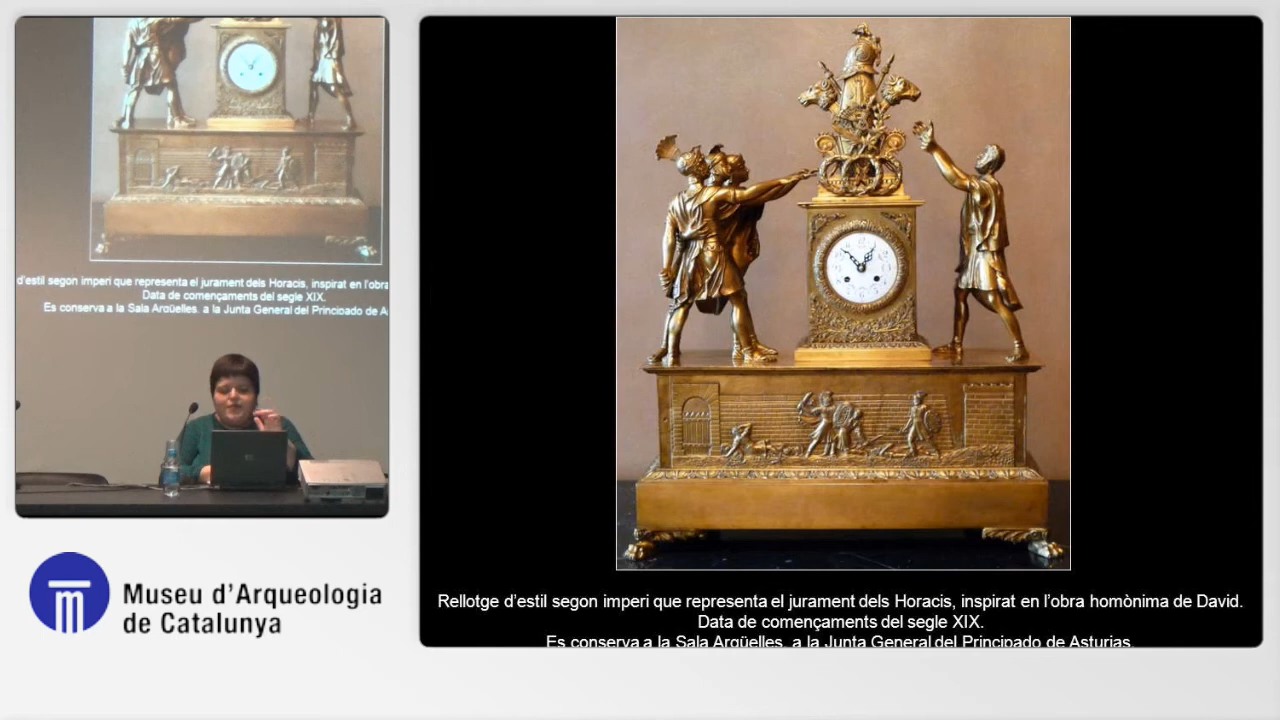 d'estil segon imperi que representa el jurament dels Horacis, inspirat en l'obra
Data de començaments del segle XIX.
Es conserva a la Sala Argüelles, a la Junta General del Principado de A
Museu d'Arqueologia
de Catalunya
Rellotge d'estil segon imperi que representa el jurament dels Horacis, inspirat en l'obra homònima de David.
Data de començaments del segle XIX.
Es conserva a la Sala Argüelles, a la Junta General del Principado de Asturias.